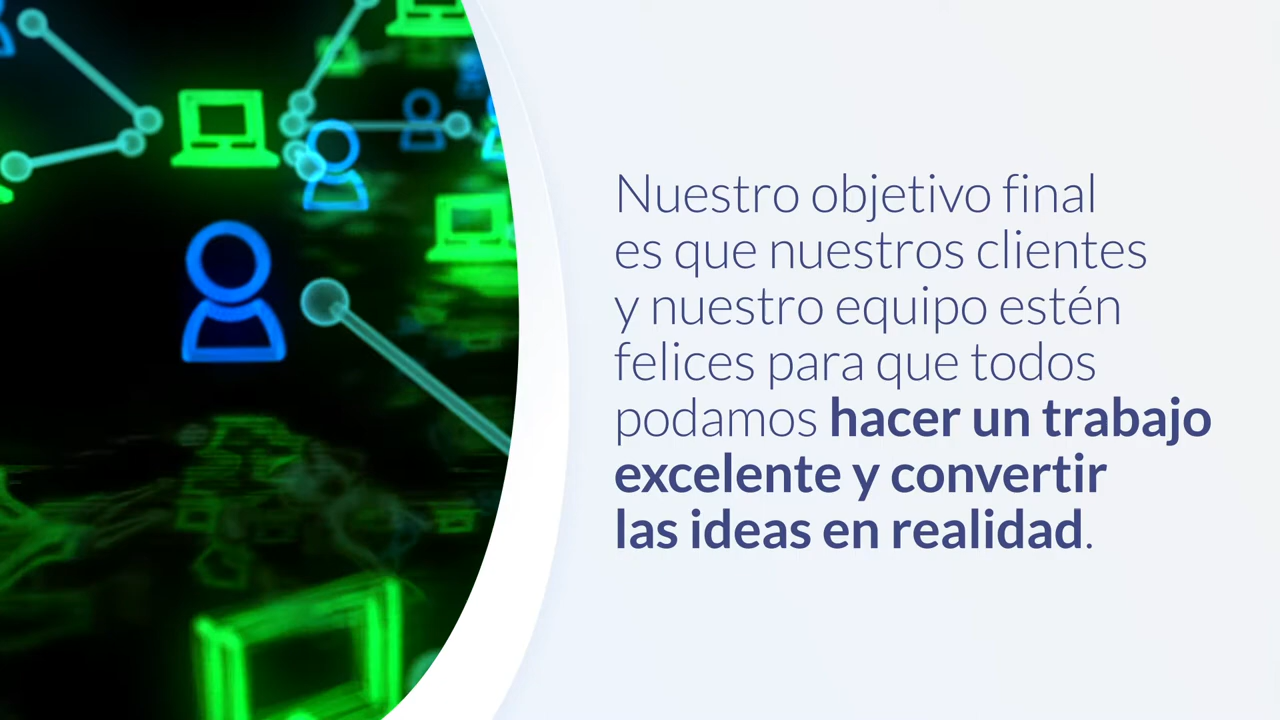 Nuestro objetivo final
es que nuestros clientes
y nuestro equipo estén
felices para que todos
podamos hacer un trabajo
excelente y convertir
las ideas en realidad.